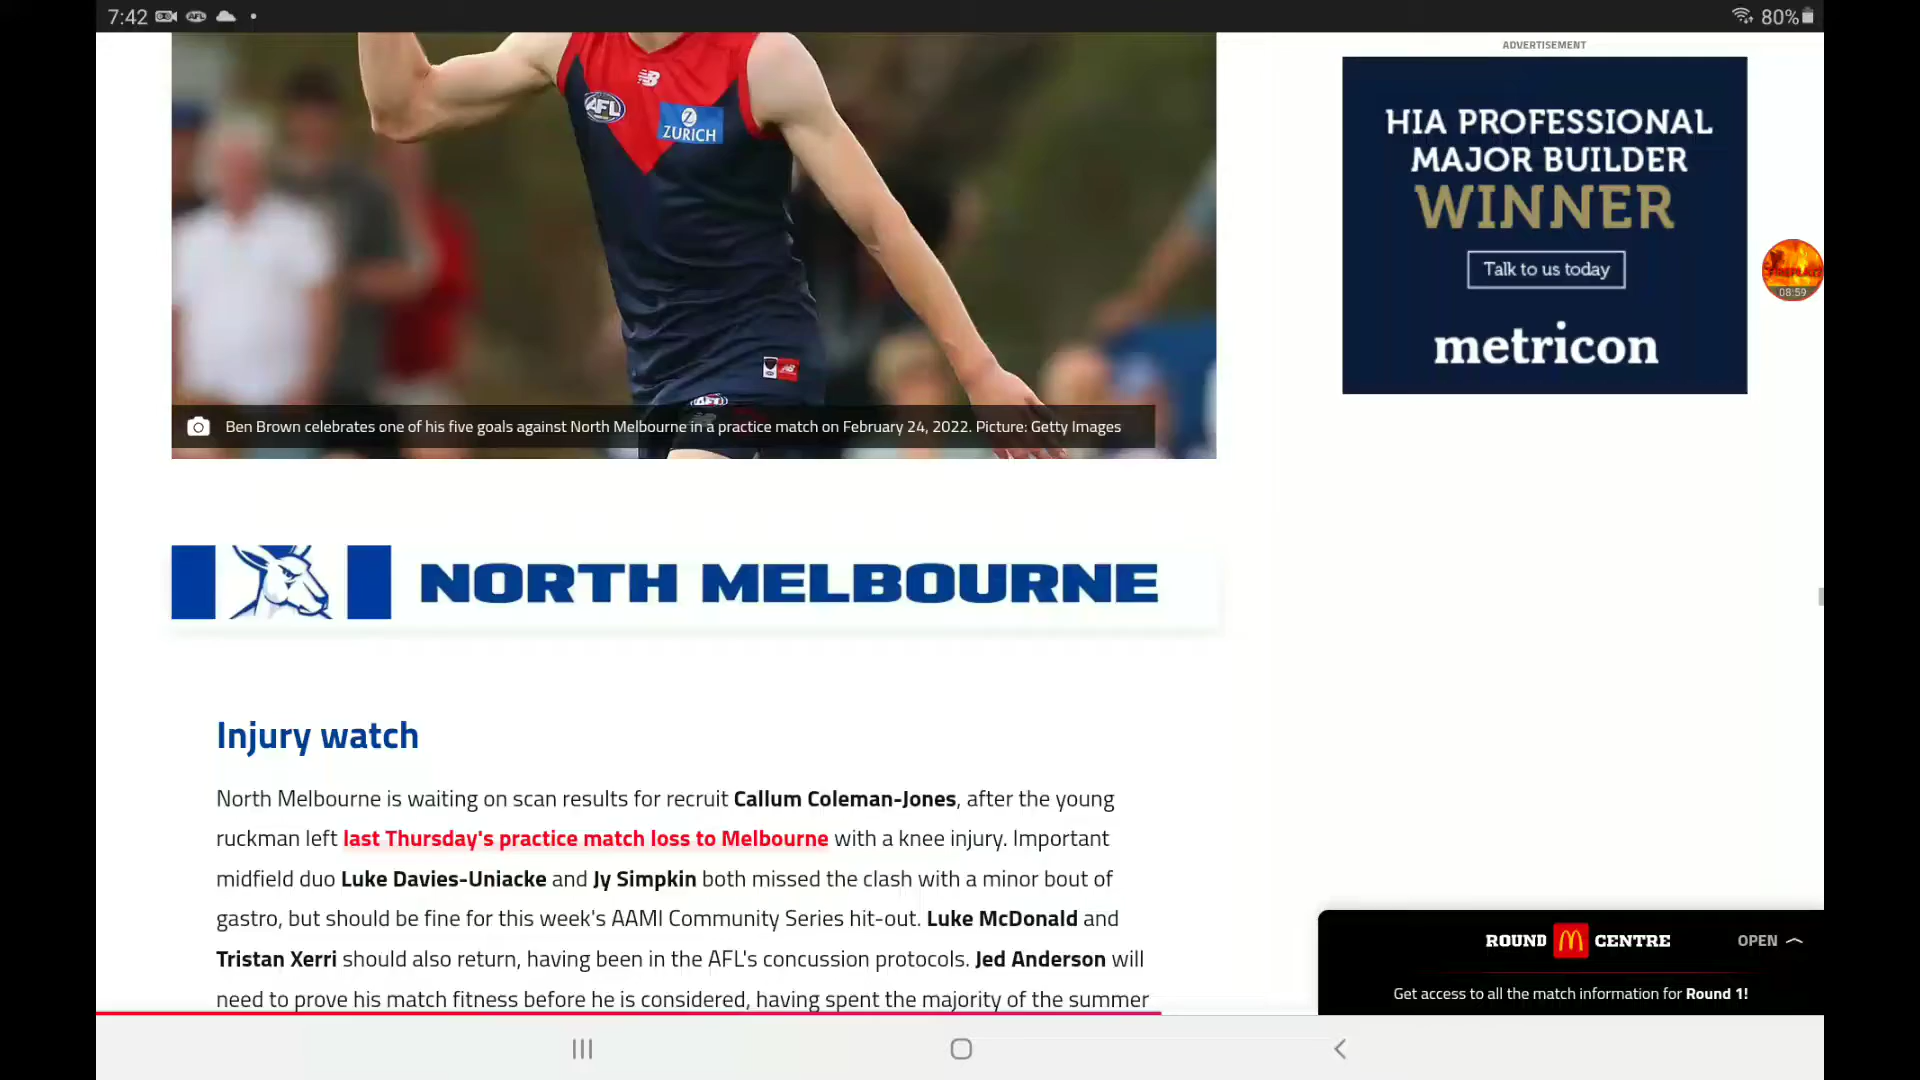 7:42
80%
ADVERTISEMENT
AFL
ZURICH
HIA PROFESSIONAL
MAJOR BUILDER
WINNER
Talk to us today
metricon
08:59
Ben Brown celebrates one of his five goals against North Melbourne in a practice match on February 24, 2022. Picture: Getty Images
NORTH MELBOURNE
Injury watch
North Melbourne is waiting on scan results for recruit Callum Coleman-Jones, after the young
ruckman left last Thursday's practice match loss to Melbourne with a knee injury. Important
midfield duo Luke Davies-Uniacke and Jy Simpkin both missed the clash with a minor bout of
gastro, but should be fine for this week's AAMI Community Series hit-out. Luke McDonald and
Tristan Xerri should also return, having been in the AFL's concussion protocols. Jed Anderson will
need to prove his match fitness before he is considered, having spent the majority of the summer
ROUND CENTRE OPEN
Get access to all the match information for Round 1!